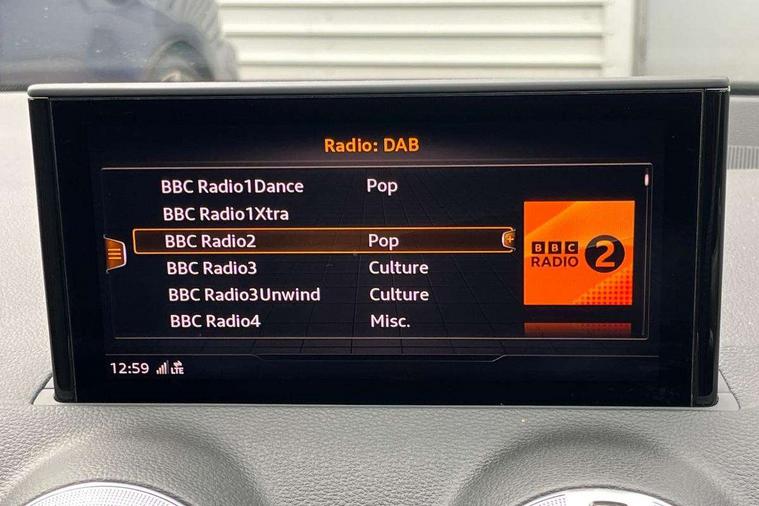 Radio: DAB
BBC Radio1Dance Pop
BBC Radio1Xtra
BBC Radio2 Pop
BBC Radio3 Culture
BBC Radio3Unwind Culture
BBC Radio4 Misc.
BBC
RADIO 2
12:59 LTE